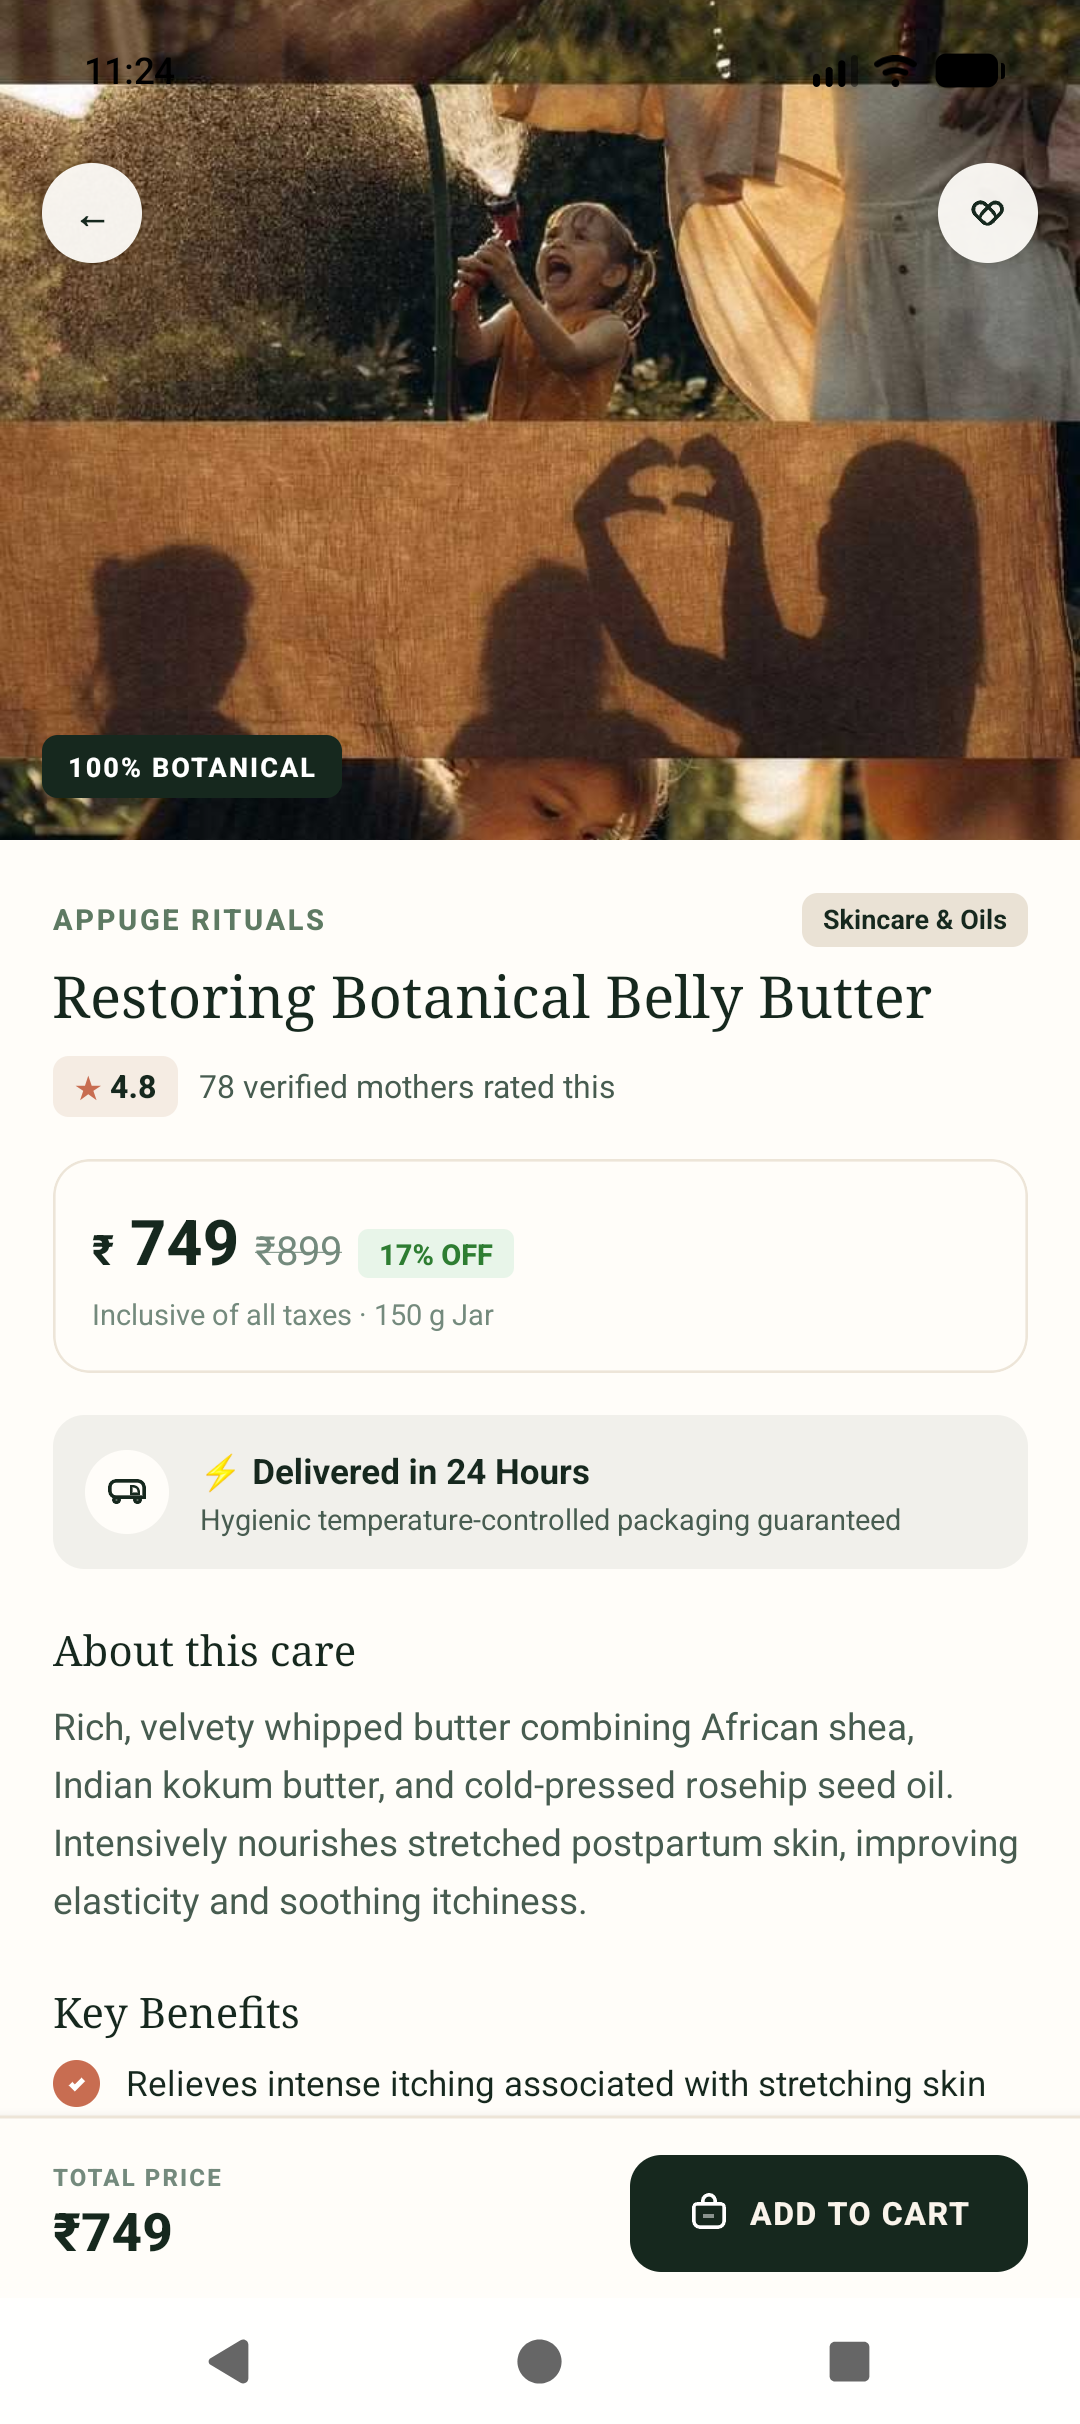 11:24
←
100% BOTANICAL
APPUGE RITUALS
Skincare & Oils
Restoring Botanical Belly Butter
★ 4.8 78 verified mothers rated this
₹ 749 ₹899 17% OFF
Inclusive of all taxes · 150 g Jar
⚡ Delivered in 24 Hours
Hygienic temperature-controlled packaging guaranteed
About this care
Rich, velvety whipped butter combining African shea,
Indian kokum butter, and cold-pressed rosehip seed oil.
Intensively nourishes stretched postpartum skin, improving
elasticity and soothing itchiness.
Key Benefits
Relieves intense itching associated with stretching skin
TOTAL PRICE
₹749
ADD TO CART